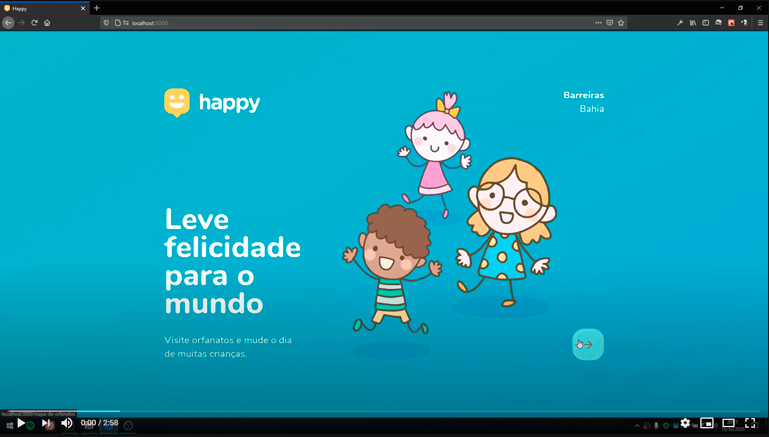 Happy
localhost:3000
happy
Barreiras
Bahia
Leve
felicidade
para o
mundo
Visite orfanatos e mude o dia
de muitas crianças.
localhost:3000/mapa-de-orfanatos
0:00 / 2:58